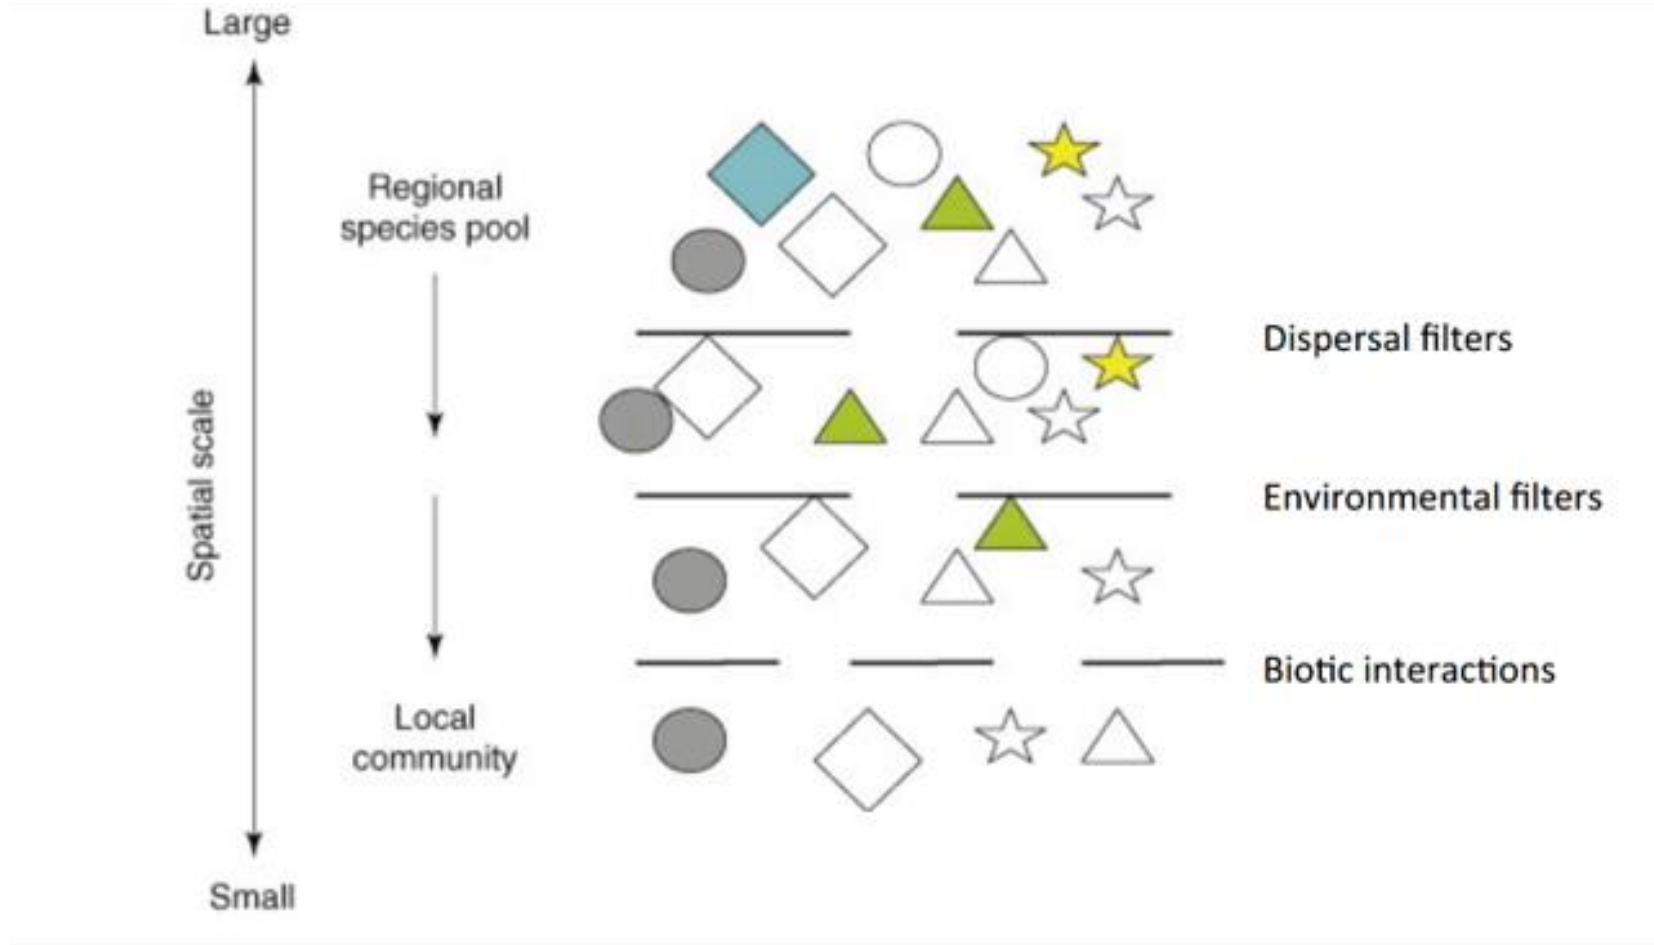 Large
Regional
species pool
Dispersal filters
Spatial scale
Environmental filters
Biotic interactions
Local
community
Small